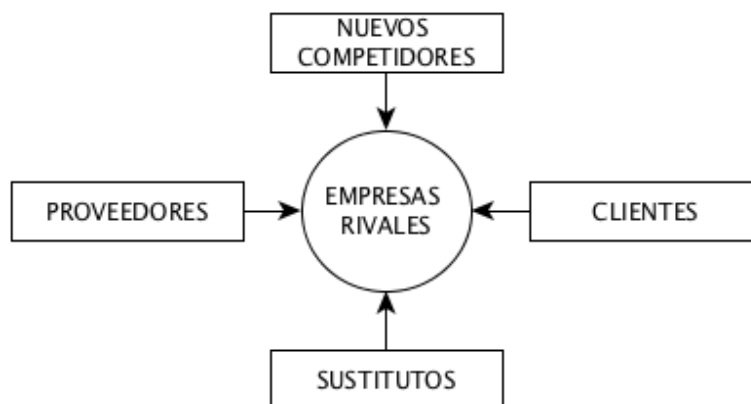 NUEVOS
COMPETIDORES
PROVEEDORES
EMPRESAS
RIVALES
CLIENTES
SUSTITUTOS